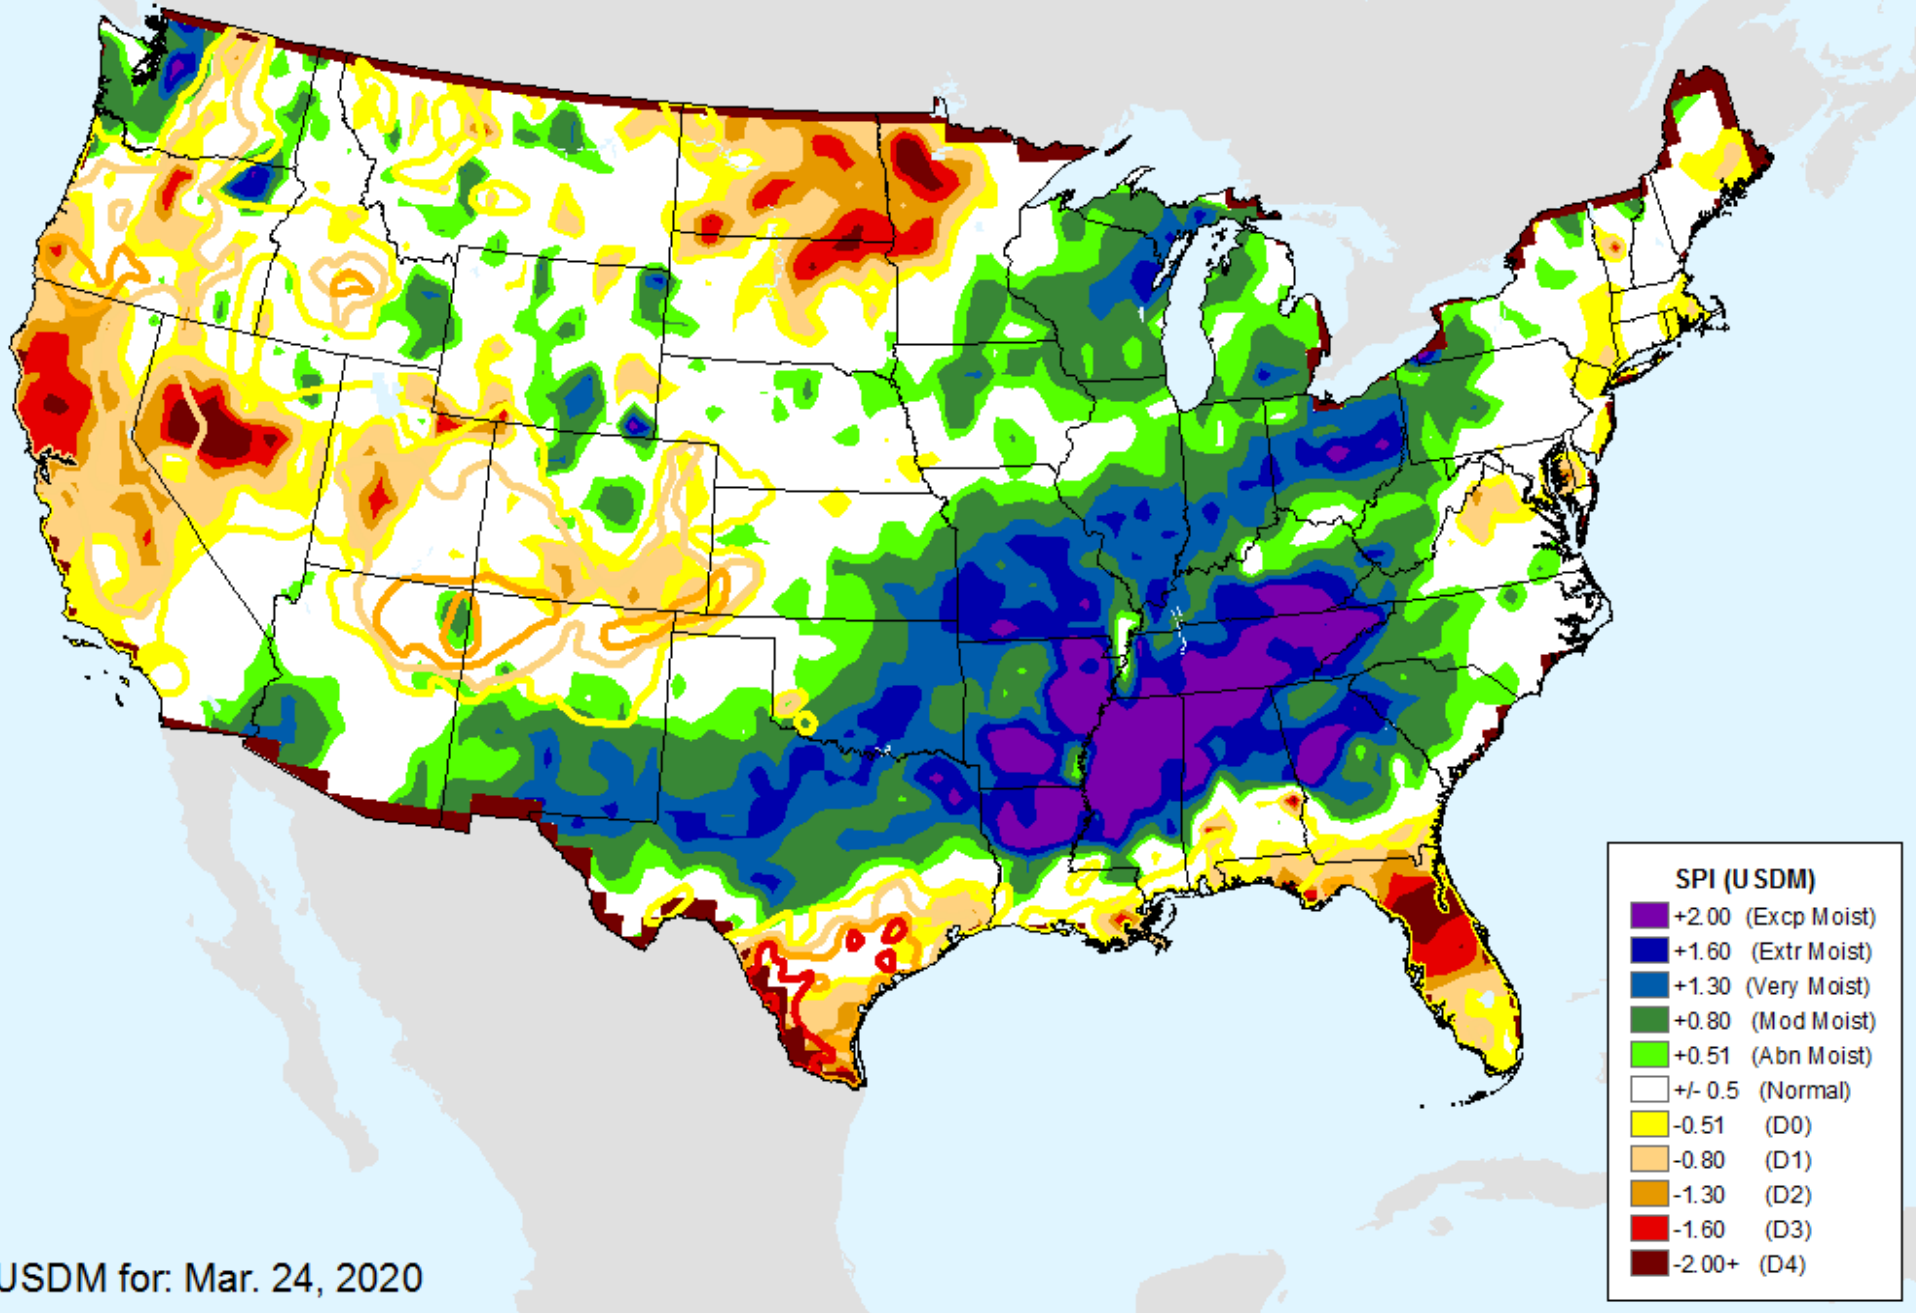 SPI (USDM)
+2.00 (Excp Moist)
+1.60 (Extr Moist)
+1.30 (Very Moist)
+0.80 (Mod Moist)
+0.51 (Abn Moist)
+/- 0.5 (Normal)
-0.51 (D0)
-0.80 (D1)
-1.30 (D2)
-1.60 (D3)
-2.00+ (D4)
USDM for: Mar. 24, 2020